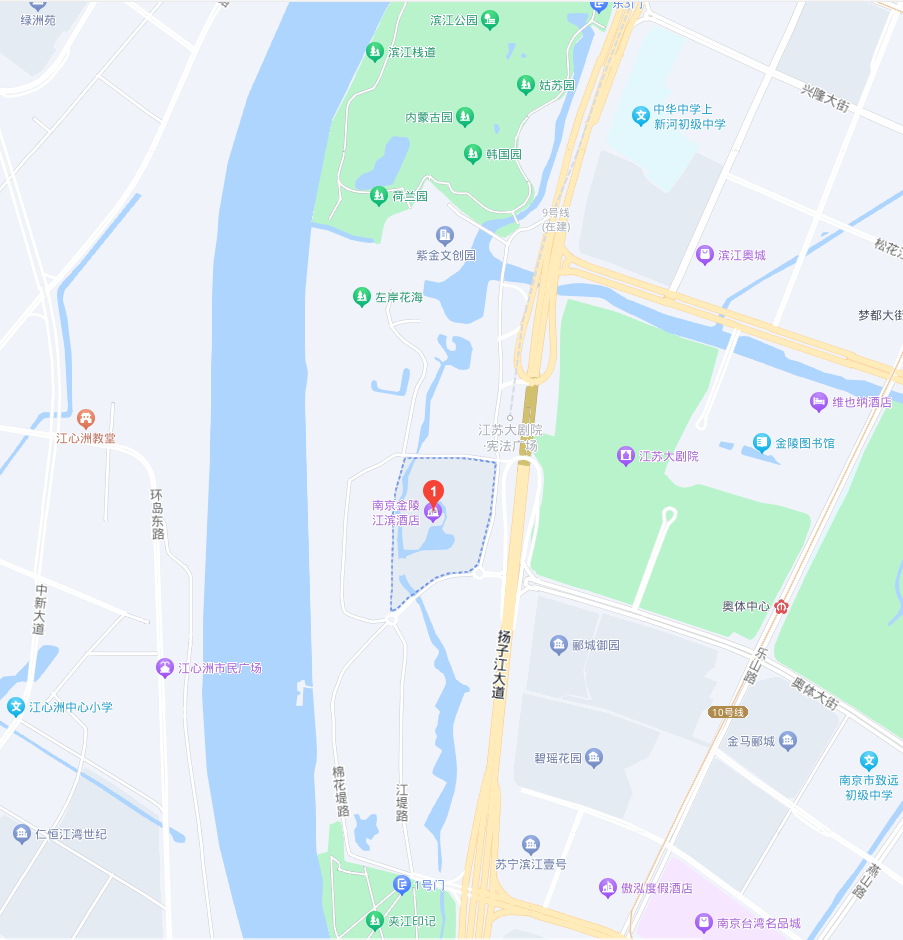 绿洲苑
滨江公园
东3门
滨江栈道
姑苏园
兴隆大街
内蒙古园
中华中学上
新河初级中学
韩国园
荷兰园
9号线
(在建)
紫金文创园
滨江奥城
松花江
左岸花海
梦都大街
维也纳酒店
江心洲教堂
江苏大剧院
·宪法广场
金陵图书馆
江苏大剧院
1
南京金陵
江滨酒店
环岛东路
中新大道
奥体中心
扬子江大道
郦城御园
乐山路
江心洲市民广场
奥体大街
江心洲中心小学
10号线
金马郦城
碧瑶花园
棉花堤路
江堤路
南京市致远
初级中学
仁恒江湾世纪
苏宁滨江壹号
燕山路
1号门
傲泓度假酒店
夹江印记
南京台湾名品城